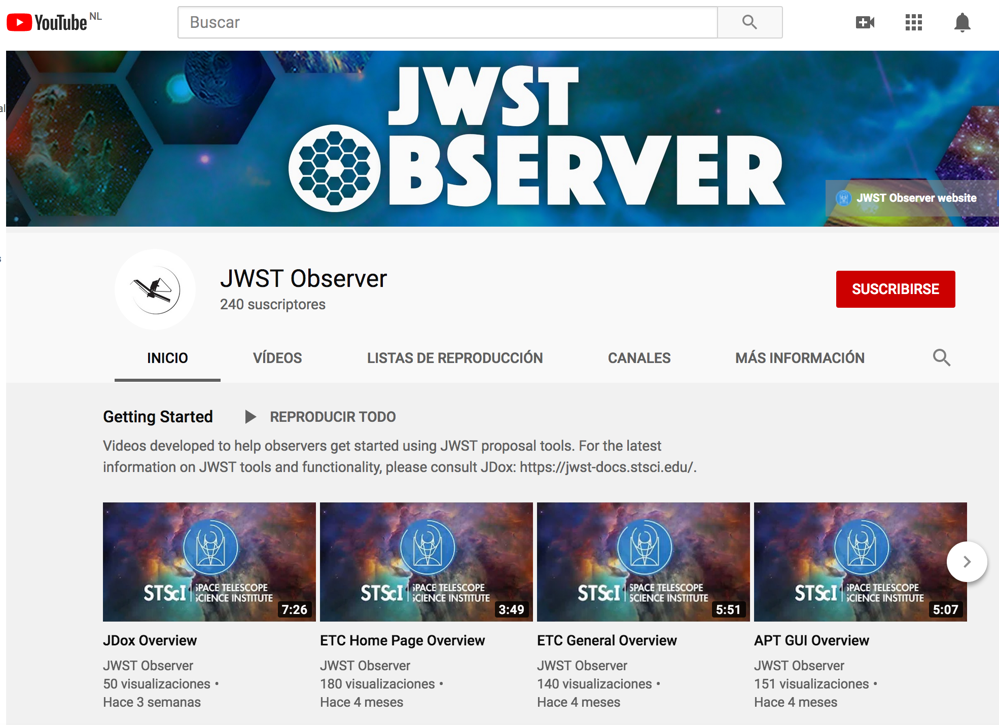 YouTube NL
Buscar
al
JWST
OBSERVER
JWST Observer website
s
JWST Observer
240 suscriptores
SUSCRIBIRSE
INICIO
VÍDEOS
LISTAS DE REPRODUCCIÓN
CANALES
MÁS INFORMACIÓN
Getting Started
REPRODUCIR TODO
Videos developed to help observers get started using JWST proposal tools. For the latest
information on JWST tools and functionality, please consult JDox: https://jwst-docs.stsci.edu/.
STScI | SPACE TELESCOPE
SCIENCE INSTITUTE
7:26
STScI | SPACE TELESCOPE
SCIENCE INSTITUTE
3:49
STScI | SPACE TELESCOPE
SCIENCE INSTITUTE
5:51
STScI | SPACE TELESCOPE
SCIENCE INSTITUTE
5:07
JDox Overview
JWST Observer
50 visualizaciones •
Hace 3 semanas
ETC Home Page Overview
JWST Observer
180 visualizaciones •
Hace 4 meses
ETC General Overview
JWST Observer
140 visualizaciones •
Hace 4 meses
APT GUI Overview
JWST Observer
151 visualizaciones •
Hace 4 meses